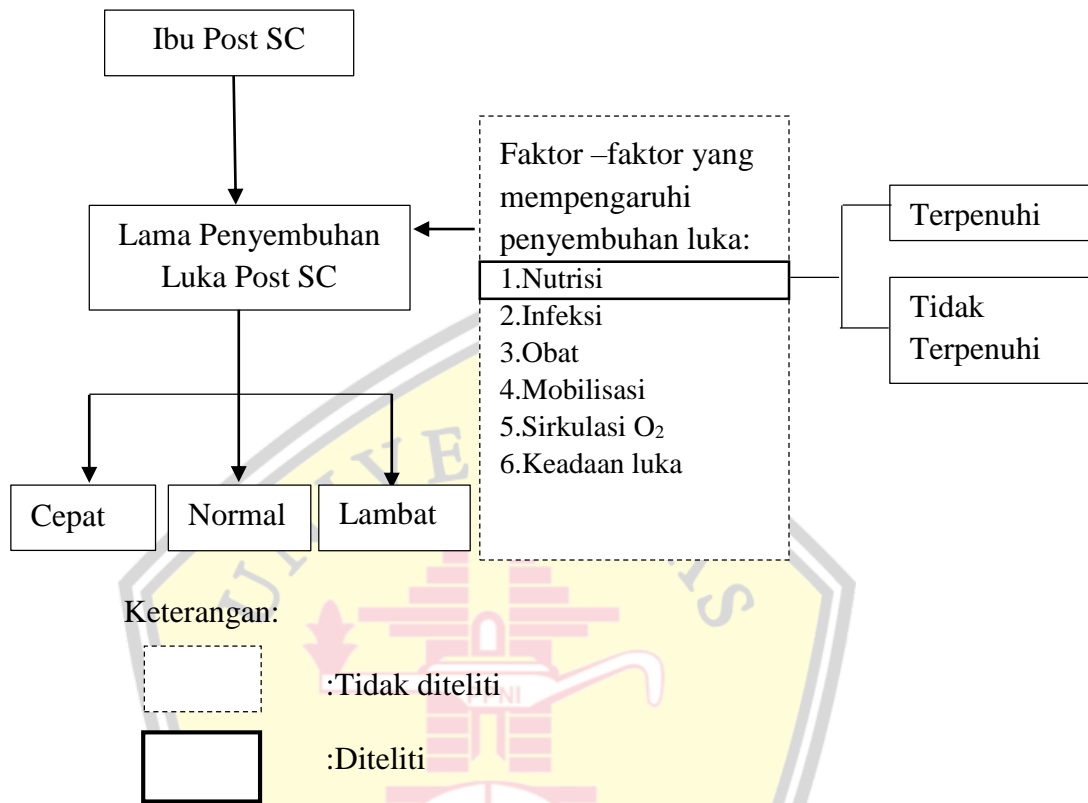 Ibu Post SC
Lama Penyembuhan
Luka Post SC
Cepat
Normal
Lambat
Faktor –faktor yang
mempengaruhi
penyembuhan luka:
1.Nutrisi
2.Infeksi
3.Obat
4.Mobilisasi
5.Sirkulasi O₂
6.Keadaan luka
Terpenuhi
Tidak
Terpenuhi
Keterangan:
:Tidak diteliti
:Diteliti
PPNI